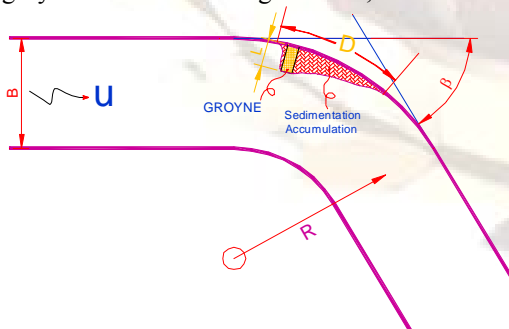 D
L
B
u
GROYNE
Sedimentation
Accumulation
β
R